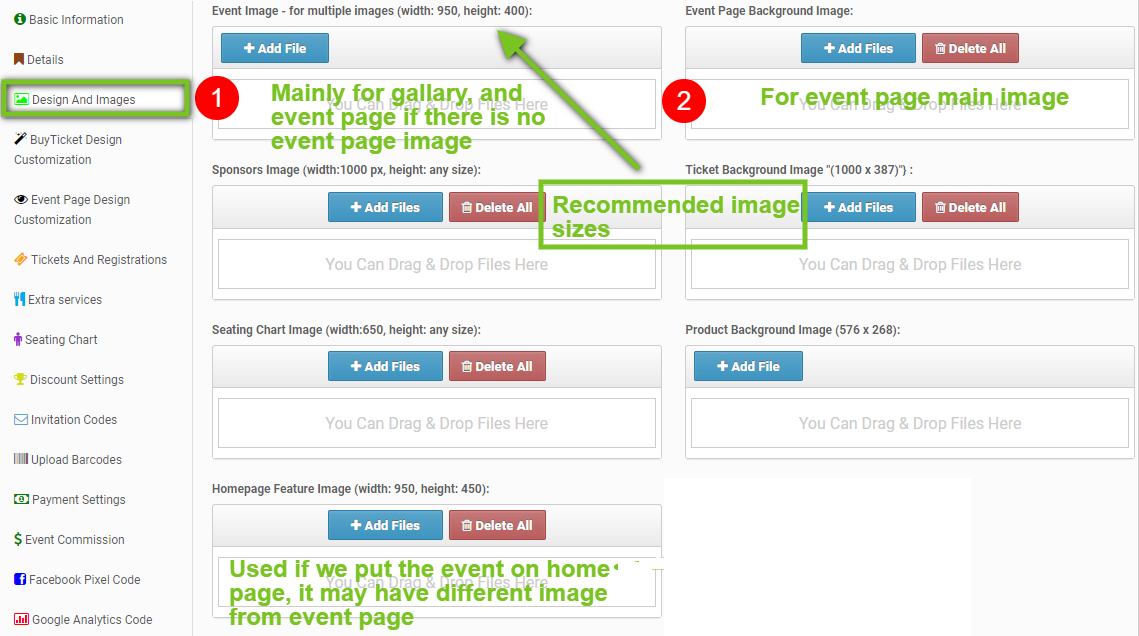 Basic Information
Details
Design And Images
BuyTicket Design
Customization
Event Page Design
Customization
Tickets And Registrations
Extra services
Seating Chart
Discount Settings
Invitation Codes
Upload Barcodes
Payment Settings
Event Commission
Facebook Pixel Code
Google Analytics Code
Event Image - for multiple images (width: 950, height: 400):
Add File
You Can Drag & Drop Files Here
1
Mainly for gallary, and
event page if there is no
event page image
Event Page Background Image:
Add Files
Delete All
You Can Drag & Drop Files Here
2
For event page main image
Sponsors Image (width:1000 px, height: any size):
Add Files
Delete All
You Can Drag & Drop Files Here
Recommended image
sizes
Ticket Background Image "(1000 x 387)"} :
Add Files
Delete All
You Can Drag & Drop Files Here
Seating Chart Image (width:650, height: any size):
Add Files
Delete All
You Can Drag & Drop Files Here
Product Background Image (576 x 268):
Add File
You Can Drag & Drop Files Here
Homepage Feature Image (width: 950, height: 450):
Add Files
Delete All
You Can Drag & Drop Files Here
Used if we put the event on home
page, it may have different image
from event page